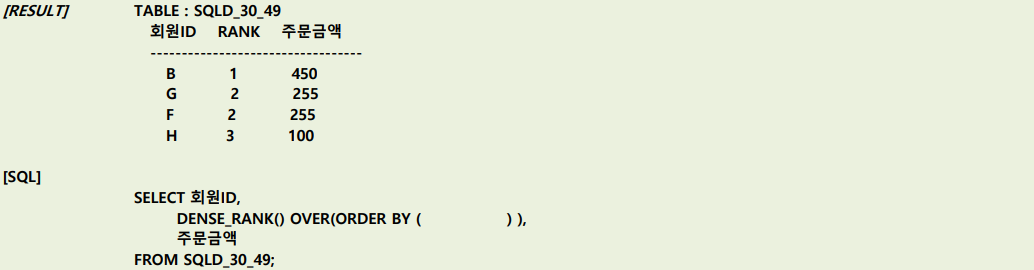 [RESULT] TABLE : SQLD_30_49
회원ID RANK 주문금액
----------------------------------
B 1 450
G 2 255
F 2 255
H 3 100
[SQL]
SELECT 회원ID,
DENSE_RANK() OVER(ORDER BY ( ) ),
주문금액
FROM SQLD_30_49;